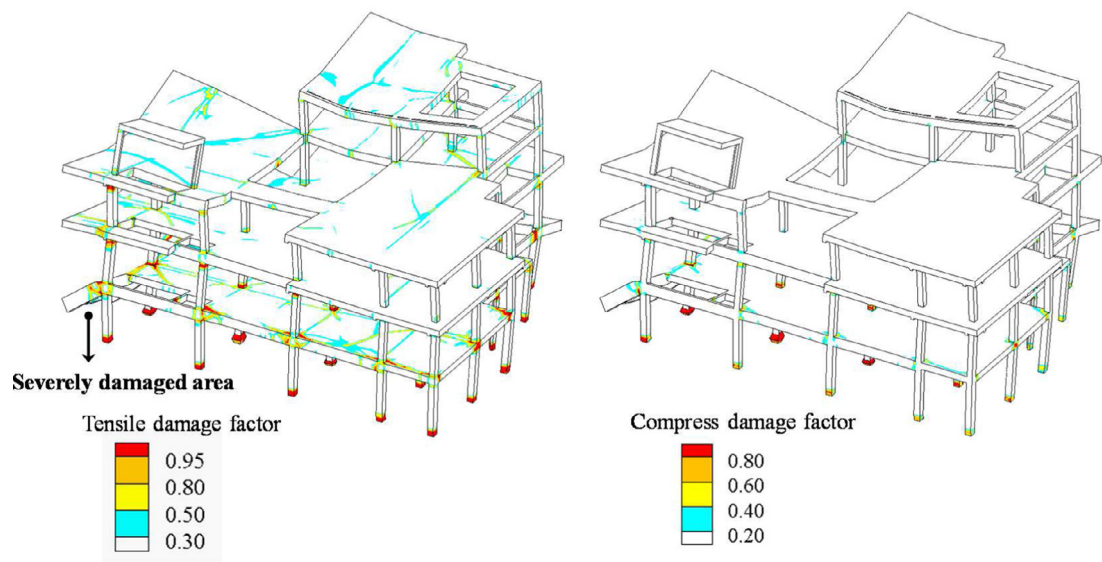 Severely damaged area
Tensile damage factor
0.95
0.80
0.50
0.30
Compress damage factor
0.80
0.60
0.40
0.20